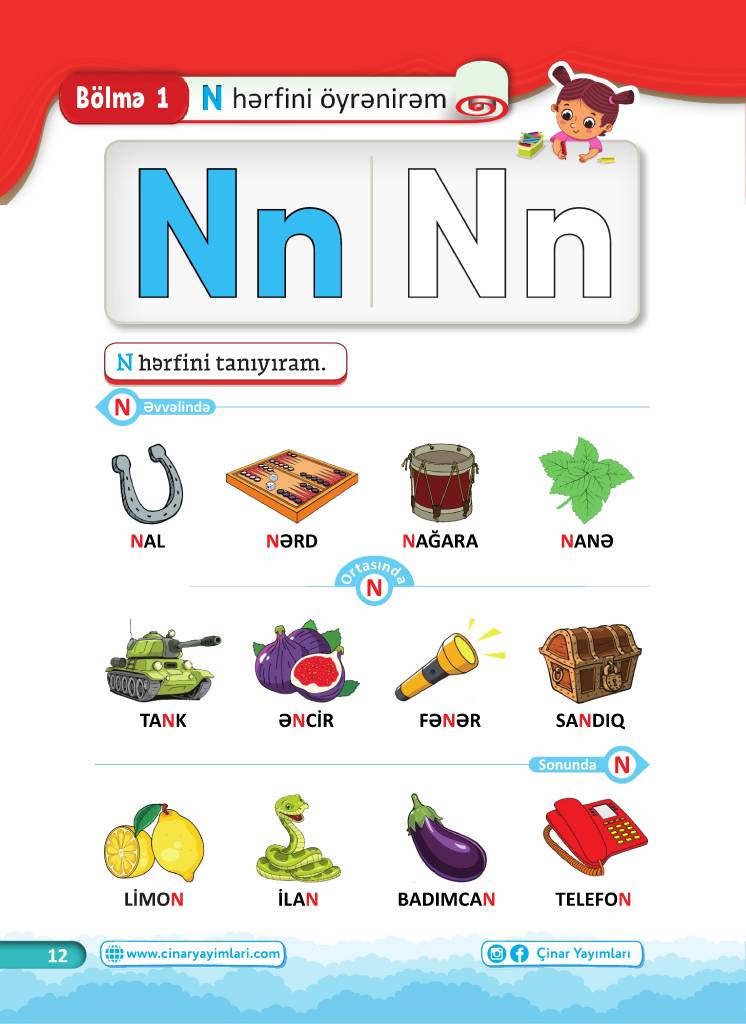 Bölmə 1 N hərfini öyrənirəm
Nn Nn
N hərfini tanıyıram.
N Əvvəlində
NAL NƏRD NAĞARA NANƏ
Ortasında
N
TANK ƏNCİR FƏNƏR SANDIQ
Sonunda N
LİMON İLAN BADIMCAN TELEFON
12 www.cinaryayimlari.com Çinar Yayımları